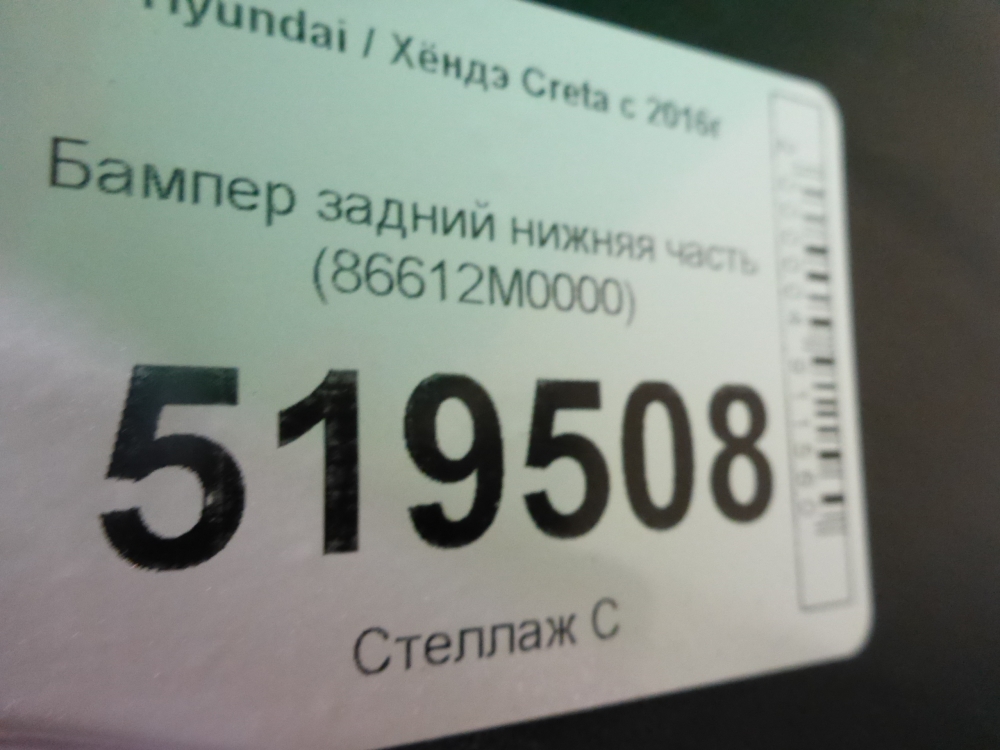 Hyundai / Хёндэ Creta с 2016г
Бампер задний нижняя часть
(86612M0000)
519508
Стеллаж С